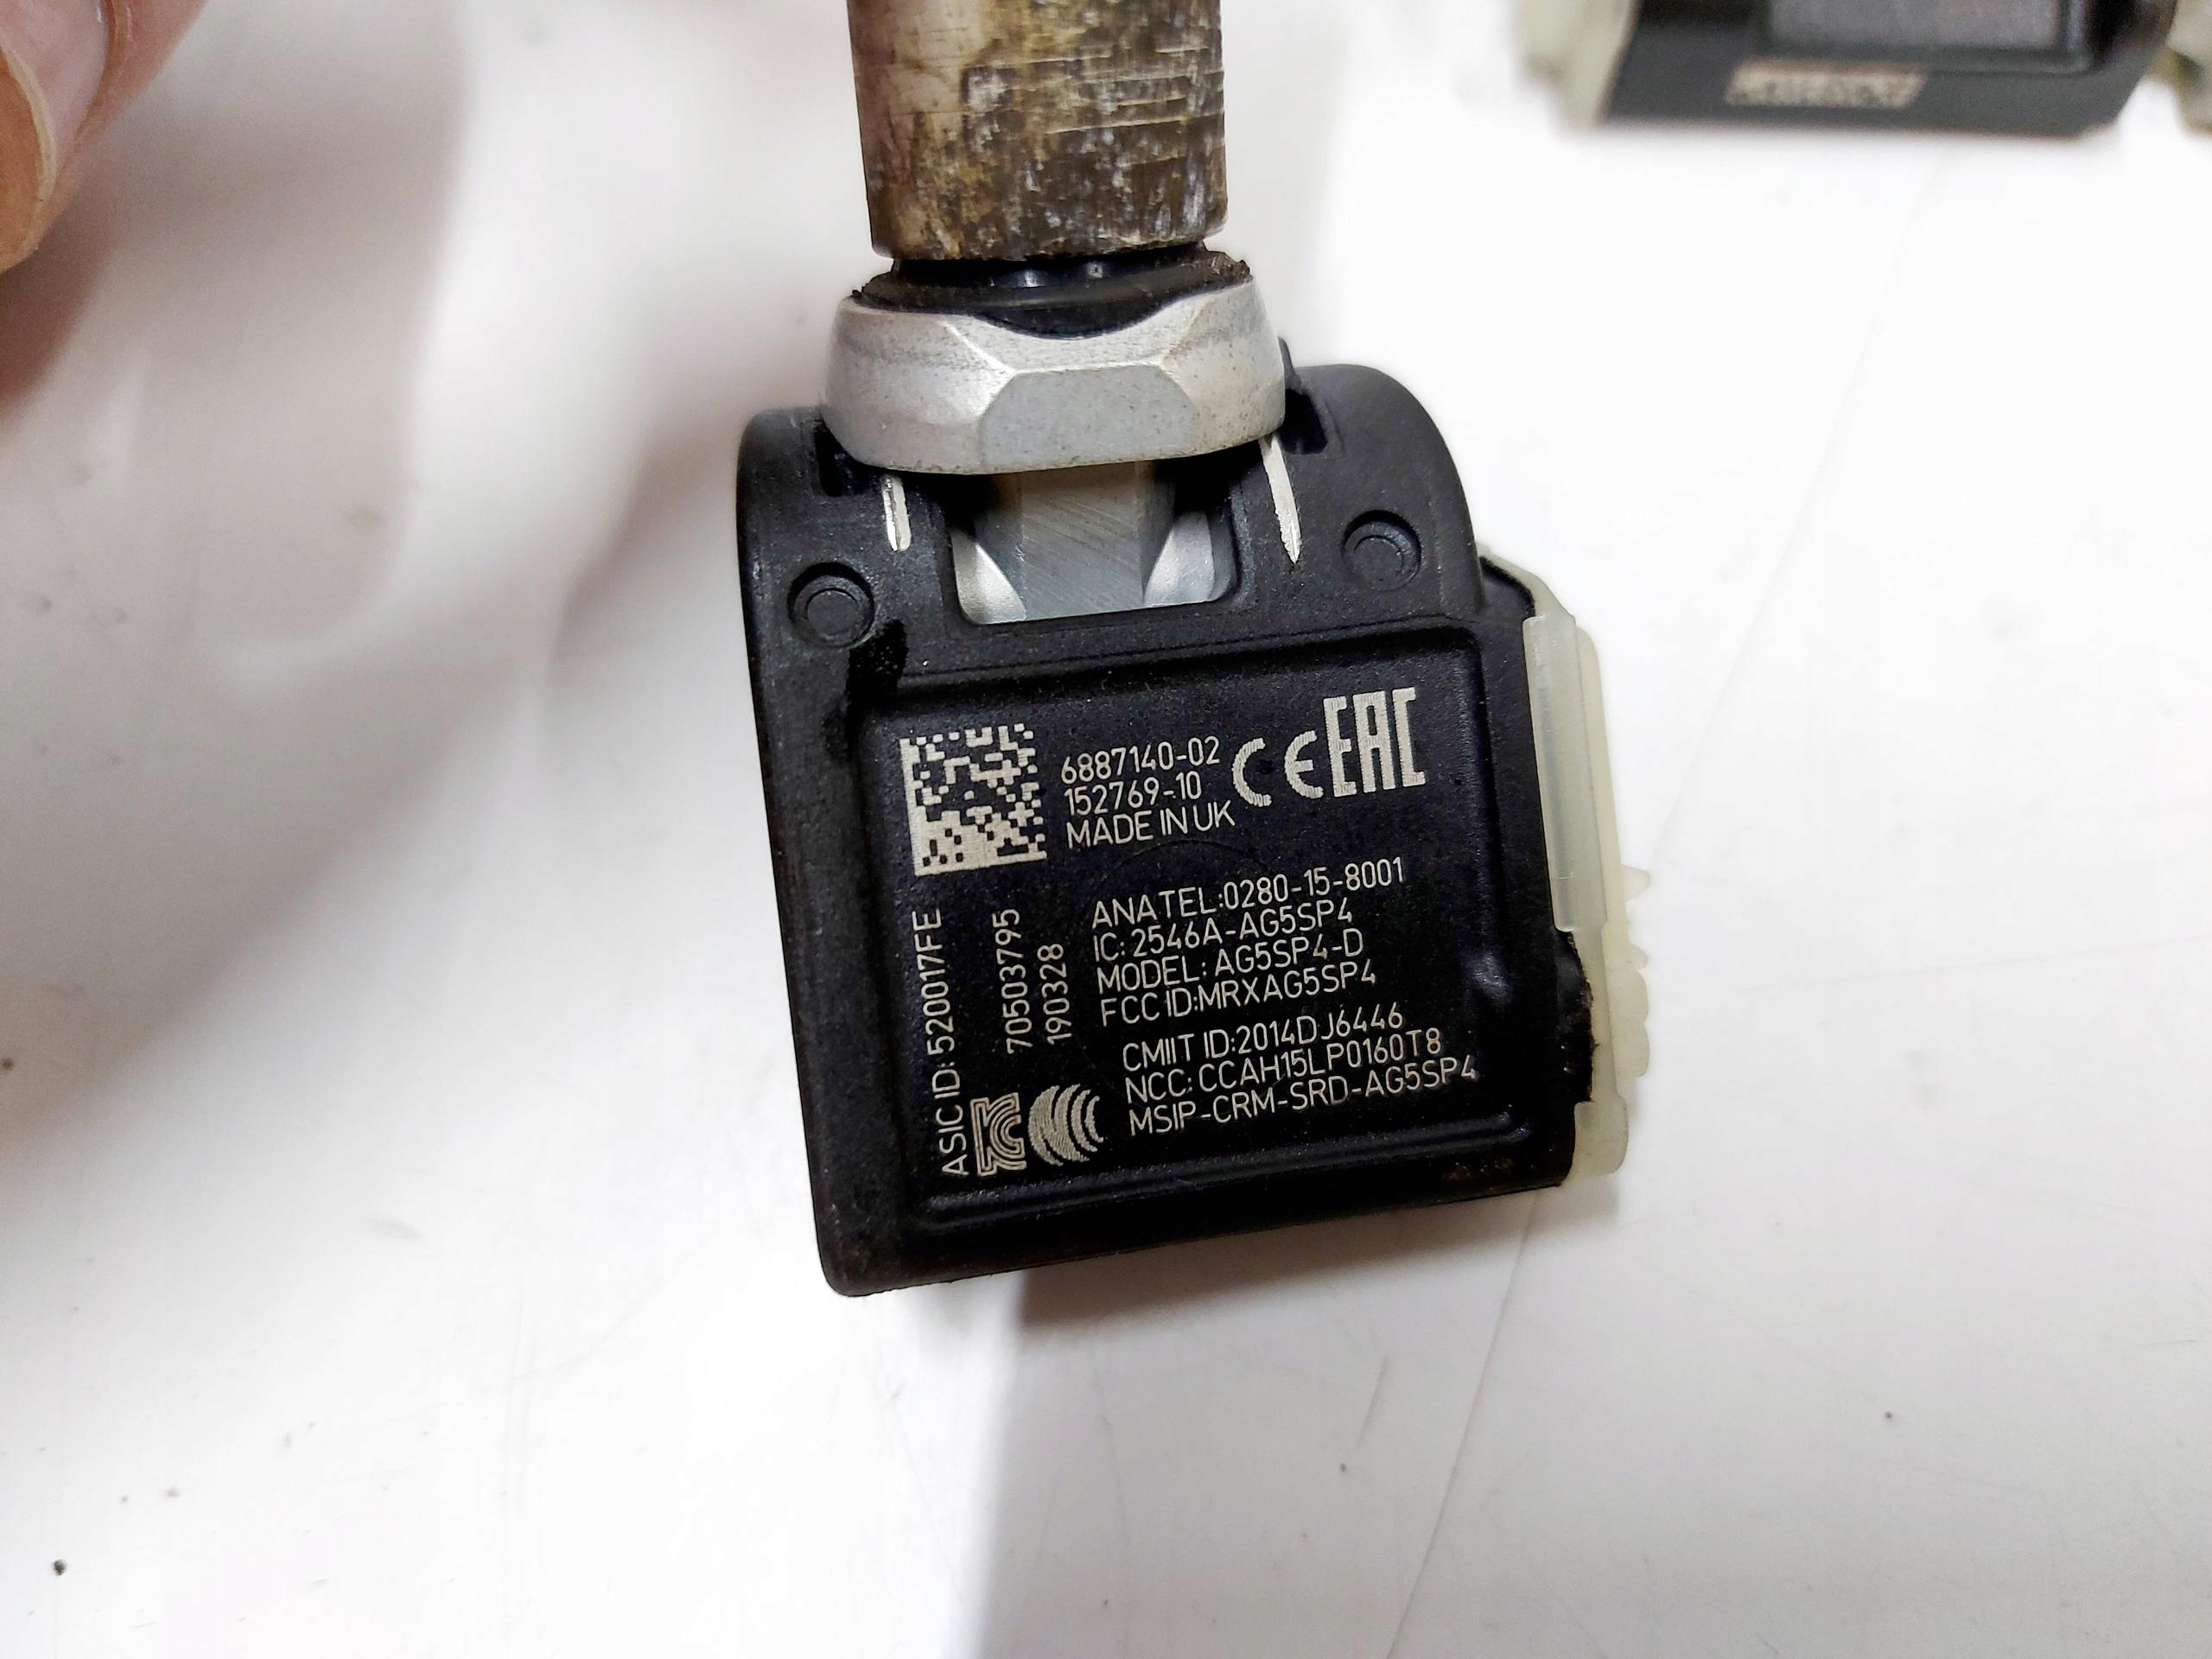 6887140-02
152769-10
MADE IN UK
CE EAC
ANATEL:0280-15-8001
IC: 2546A-AG5SP4
MODEL: AG5SP4-D
FCC ID:MRXAG5SP4
CMIIT ID:2014DJ6446
NCC: CCAH15LP0160T8
MSIP-CRM-SRD-AG5SP4
ASIC ID: 520017FE
70503795
190328